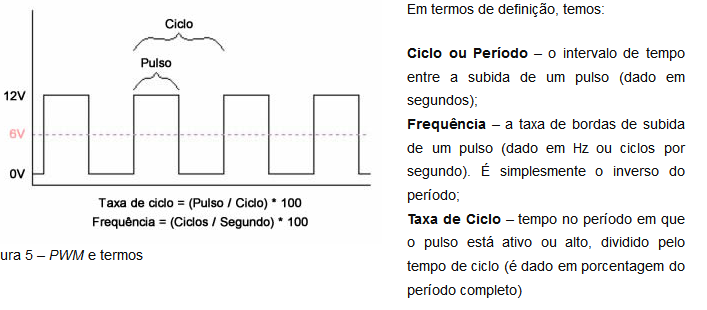 Ciclo
Pulso
12V
6V
0V
Taxa de ciclo = (Pulso / Ciclo) * 100
Frequência = (Ciclos / Segundo) * 100
ura 5 – PWM e termos
Em termos de definição, temos:
Ciclo ou Período – o intervalo de tempo
entre a subida de um pulso (dado em
segundos);
Frequência – a taxa de bordas de subida
de um pulso (dado em Hz ou ciclos por
segundo). É simplesmente o inverso do
período;
Taxa de Ciclo – tempo no período em que
o pulso está ativo ou alto, dividido pelo
tempo de ciclo (é dado em porcentagem do
período completo)